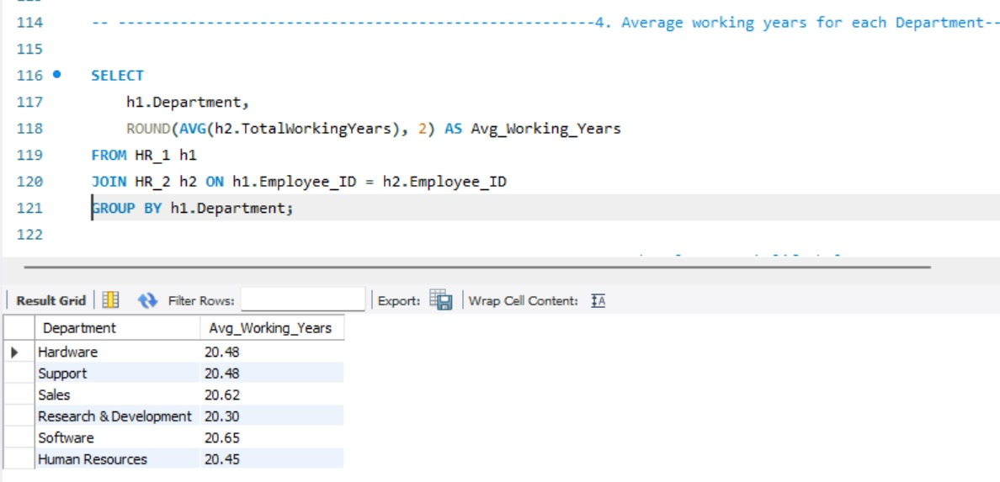 114 -- ------------------------------------------------------4. Average working years for each Department--
115
116 SELECT
117 h1.Department,
118 ROUND(AVG(h2.TotalWorkingYears), 2) AS Avg_Working_Years
119 FROM HR_1 h1
120 JOIN HR_2 h2 ON h1.Employee_ID = h2.Employee_ID
121 GROUP BY h1.Department;
122
Result Grid Filter Rows: Export: Wrap Cell Content:
Department Avg_Working_Years
Hardware 20.48
Support 20.48
Sales 20.62
Research & Development 20.30
Software 20.65
Human Resources 20.45